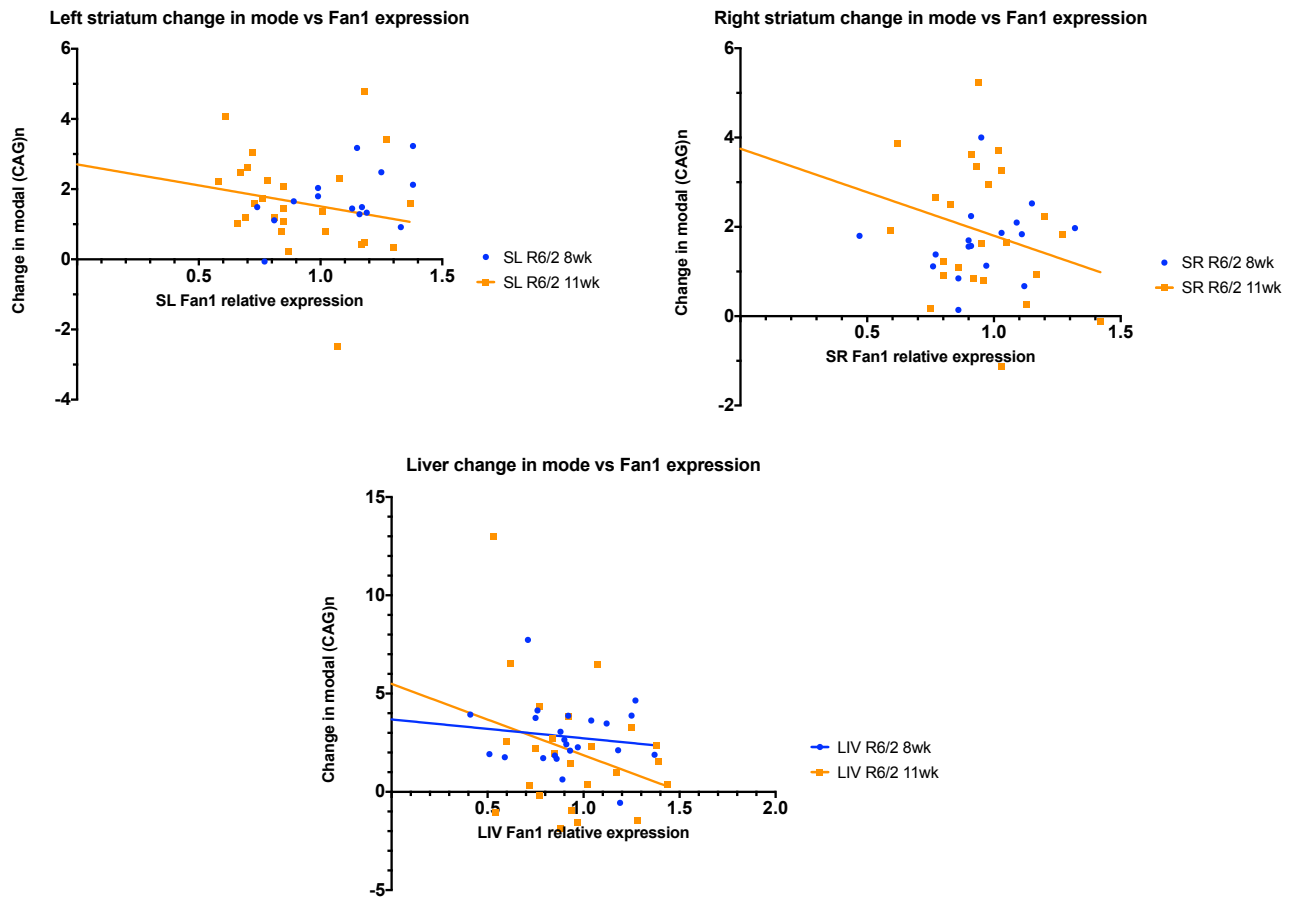 Left striatum change in mode vs Fan1 expression
Change in modal (CAG)n
6
4
2
0
-2
-4
0.5
1.0
1.5
SL Fan1 relative expression
SL R6/2 8wk
SL R6/2 11wk
Right striatum change in mode vs Fan1 expression
Change in modal (CAG)n
6
4
2
0
-2
0.5
1.0
1.5
SR Fan1 relative expression
SR R6/2 8wk
SR R6/2 11wk
Liver change in mode vs Fan1 expression
Change in modal (CAG)n
15
10
5
0
-5
0.5
1.0
1.5
2.0
LIV Fan1 relative expression
LIV R6/2 8wk
LIV R6/2 11wk